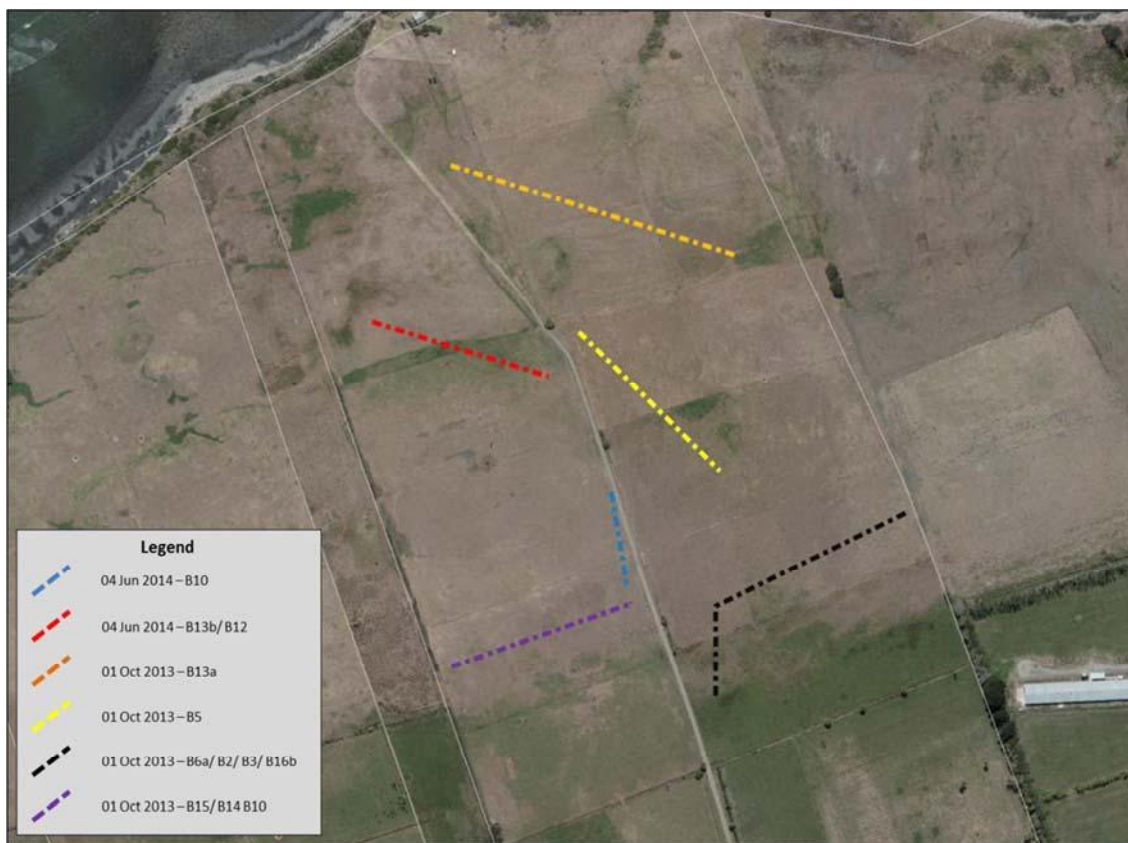 Legend
04 Jun 2014 – B10
04 Jun 2014 – B13b/ B12
01 Oct 2013 – B13a
01 Oct 2013 – B5
01 Oct 2013 – B6a/ B2/ B3/ B16b
01 Oct 2013 – B15/ B14 B10